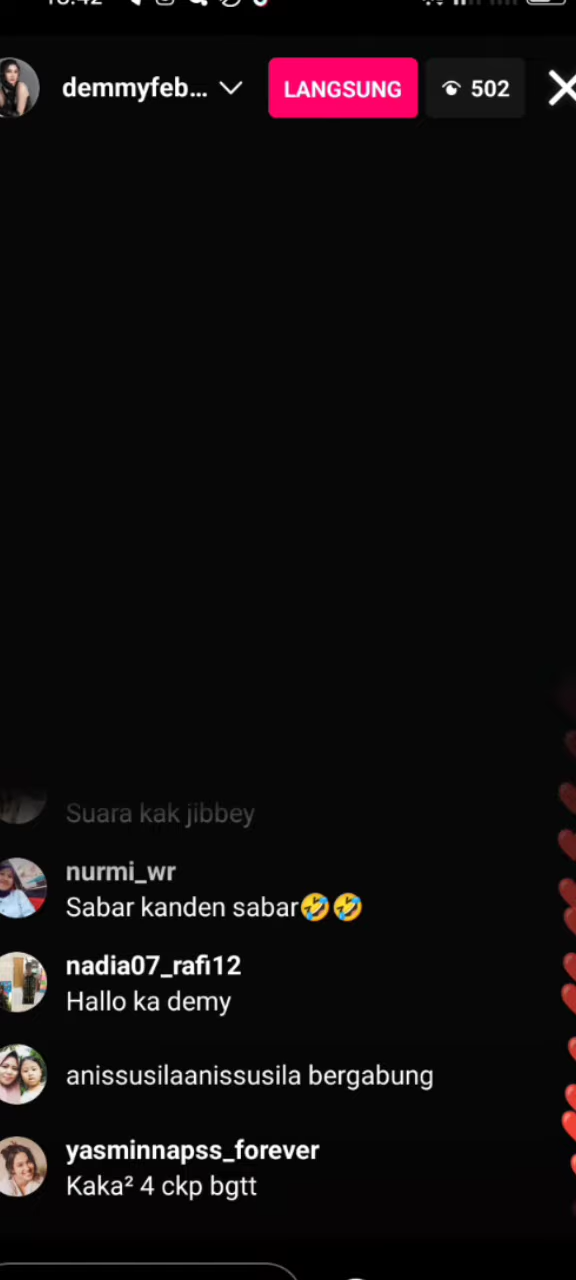 demmyfeb...
LANGSUNG
502
Suara kak jibbey
nurmi_wr
Sabar kanden sabar🤣🤣
nadia07_rafi12
Hallo ka demy
anissusilaanissusila bergabung
yasminnapss_forever
Kaka² 4 ckp bgtt